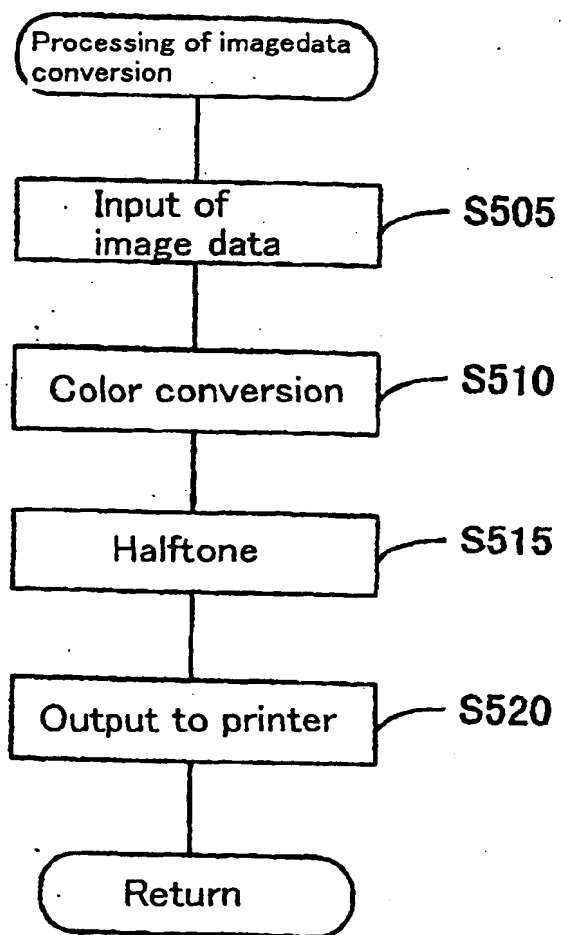 Processing of imagedata
conversion
Input of
image data
S505
Color conversion
S510
Halftone
S515
Output to printer
S520
Return